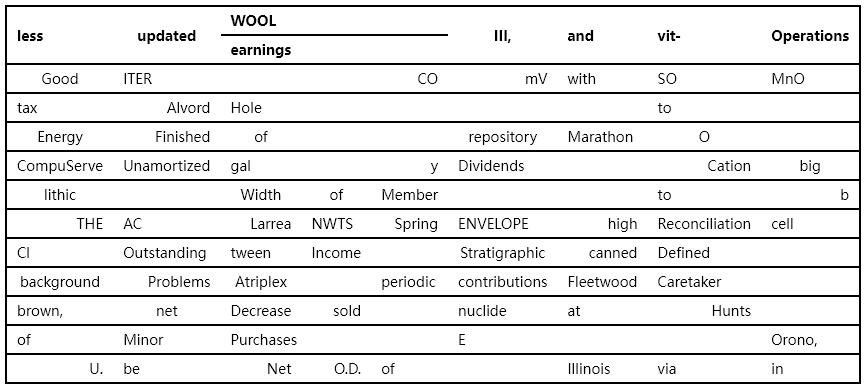 less updated WOOL III, and vit- Operations
earnings
Good ITER CO mV with SO MnO
tax Alvord Hole to
Energy Finished of repository Marathon O
CompuServe Unamortized gal y Dividends Cation big
lithic Width of Member to b
THE AC Larrea NWTS Spring ENVELOPE high Reconciliation cell
CI Outstanding tween Income Stratigraphic canned Defined
background Problems Atriplex periodic contributions Fleetwood Caretaker
brown, net Decrease sold nuclide at Hunts
of Minor Purchases E Orono,
U. be Net O.D. of Illinois via in